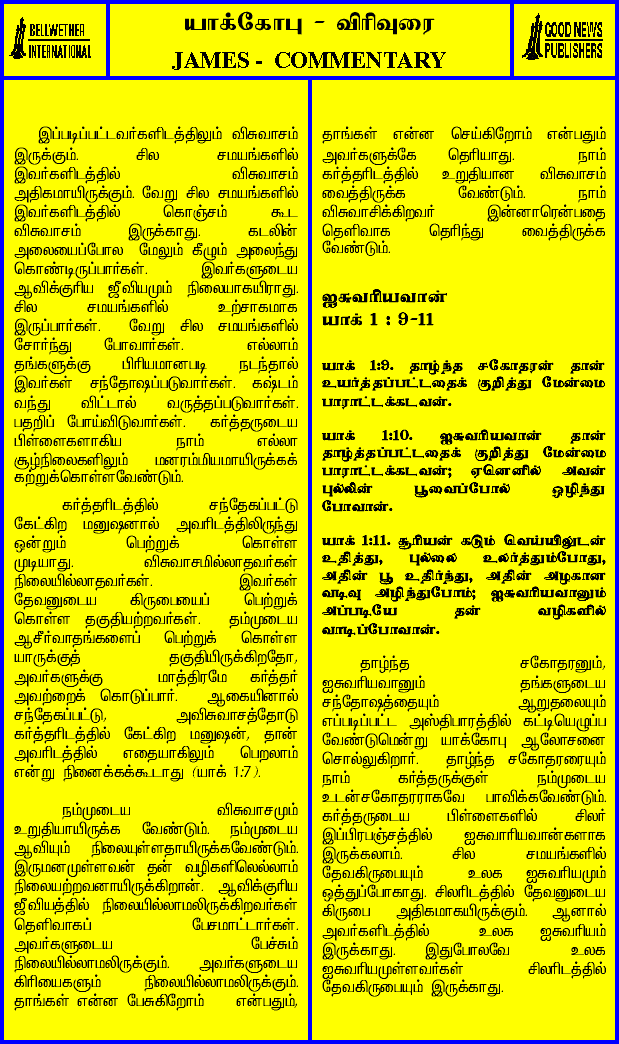 BELLWETHER
INTERNATIONAL
யாக்கோபு - விரிவுரை
JAMES - COMMENTARY
GOOD NEWS
PUBLISHERS
இப்படிப்பட்டவர்களிடத்திலும் விசுவாசம்
இருக்கும். சில சமயங்களில்
இவர்களிடத்தில் விசுவாசம்
அதிகமாயிருக்கும். வேறு சில சமயங்களில்
இவர்களிடத்தில் கொஞ்சம் கூட
விசுவாசம் இருக்காது. கடலின்
அலையைப்போல மேலும் கீழும் அலைந்து
கொண்டிருப்பார்கள். இவர்களுடைய
ஆவிக்குரிய ஜீவியமும் நிலையாகயிராது.
சில சமயங்களில் உற்சாகமாக
இருப்பார்கள். வேறு சில சமயங்களில்
சோர்ந்து போவார்கள். எல்லாம்
தங்களுக்கு பிரியமானபடி நடந்தால்
இவர்கள் சந்தோஷப்படுவார்கள். கஷ்டம்
வந்து விட்டால் வருத்தப்படுவார்கள்.
பதறிப் போய்விடுவார்கள். கர்த்தருடைய
பிள்ளைகளாகிய நாம் எல்லா
சூழ்நிலைகளிலும் மனரம்மியமாயிருக்கக்
கற்றுக்கொள்ளவேண்டும்.
கர்த்தரிடத்தில் சந்தேகப்பட்டு
கேட்கிற மனுஷனால் அவரிடத்திலிருந்து
ஒன்றும் பெற்றுக் கொள்ள
முடியாது. விசுவாசமில்லாதவர்கள்
நிலையில்லாதவர்கள். இவர்கள்
தேவனுடைய கிருபையைப் பெற்றுக்
கொள்ள தகுதியற்றவர்கள். தம்முடைய
ஆசீர்வாதங்களைப் பெற்றுக் கொள்ள
யாருக்குத் தகுதியிருக்கிறதோ,
அவர்களுக்கு மாத்திரமே கர்த்தர்
அவற்றைக் கொடுப்பார். ஆகையினால்
சந்தேகப்பட்டு, அவிசுவாசத்தோடு
கர்த்தரிடத்தில் கேட்கிற மனுஷன், தான்
அவரிடத்தில் எதையாகிலும் பெறலாம்
என்று நினைக்கக்கூடாது (யாக் 1:7).
நம்முடைய விசுவாசமும்
உறுதியாயிருக்க வேண்டும். நம்முடைய
ஆவியும் நிலையுள்ளதாயிருக்கவேண்டும்.
இருமனமுள்ளவன் தன் வழிகளிலெல்லாம்
நிலையற்றவனாயிருக்கிறான். ஆவிக்குரிய
ஜீவியத்தில் நிலையில்லாமலிருக்கிறவர்கள்
தெளிவாகப் பேசமாட்டார்கள்.
அவர்களுடைய பேச்சும்
நிலையில்லாமலிருக்கும். அவர்களுடைய
கிரியைகளும் நிலையில்லாமலிருக்கும்.
தாங்கள் என்ன பேசுகிறோம் என்பதும்,
தாங்கள் என்ன செய்கிறோம் என்பதும்
அவர்களுக்கே தெரியாது. நாம்
கர்த்தரிடத்தில் உறுதியான விசுவாசம்
வைத்திருக்க வேண்டும். நாம்
விசுவாசிக்கிறவர் இன்னாரென்பதை
தெளிவாக தெரிந்து வைத்திருக்க
வேண்டும்.
ஐசுவரியவான்
யாக் 1 : 9-11
யாக் 1:9. தாழ்ந்த சகோதரன் தான்
உயர்த்தப்பட்டதைக் குறித்து மேன்மை
பாராட்டக்கடவன்.
யாக் 1:10. ஐசுவரியவான் தான்
தாழ்த்தப்பட்டதைக் குறித்து மேன்மை
பாராட்டக்கடவன்; ஏனெனில் அவன்
புல்லின் பூவைப்போல் ஒழிந்து
போவான்.
யாக் 1:11. சூரியன் கடும் வெய்யிலுடன்
உதித்து, புல்லை உலர்த்தும்போது,
அதின் பூ உதிர்ந்து, அதின் அழகான
வடிவு அழிந்துபோம்; ஐசுவரியவானும்
அப்படியே தன் வழிகளில்
வாடிப்போவான்.
தாழ்ந்த சகோதரனும்,
ஐசுவரியவானும் தங்களுடைய
சந்தோஷத்தையும் ஆறுதலையும்
எப்படிப்பட்ட அஸ்திபாரத்தில் கட்டியெழுப்ப
வேண்டுமென்று யாக்கோபு ஆலோசனை
சொல்லுகிறார். தாழ்ந்த சகோதரரையும்
நாம் கர்த்தருக்குள் நம்முடைய
உடன்சகோதரராகவே பாவிக்கவேண்டும்.
கர்த்தருடைய பிள்ளைகளில் சிலர்
இப்பிரபஞ்சத்தில் ஐசுவாரியவான்களாக
இருக்கலாம். சில சமயங்களில்
தேவகிருபையும் உலக ஐசுவரியமும்
ஒத்துப்போகாது. சிலரிடத்தில் தேவனுடைய
கிருபை அதிகமாகயிருக்கும். ஆனால்
அவர்களிடத்தில் உலக ஐசுவரியம்
இருக்காது. இதுபோலவே உலக
ஐசுவரியமுள்ளவர்கள் சிலரிடத்தில்
தேவகிருபையும் இருக்காது.